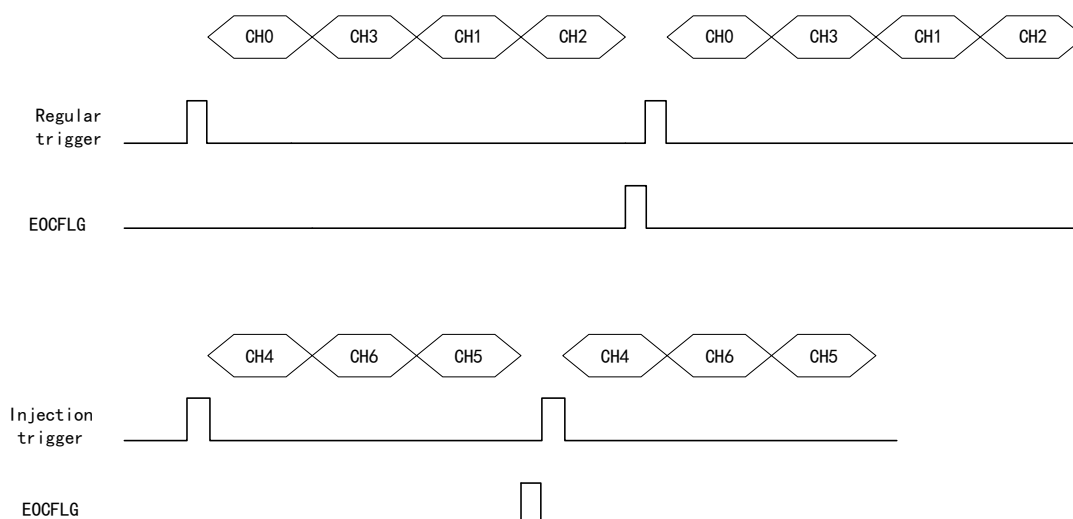 CH0 CH3 CH1 CH2 CH0 CH3 CH1 CH2
Regular
trigger
EOCFLG
CH4 CH6 CH5 CH4 CH6 CH5
Injection
trigger
EOCFLG